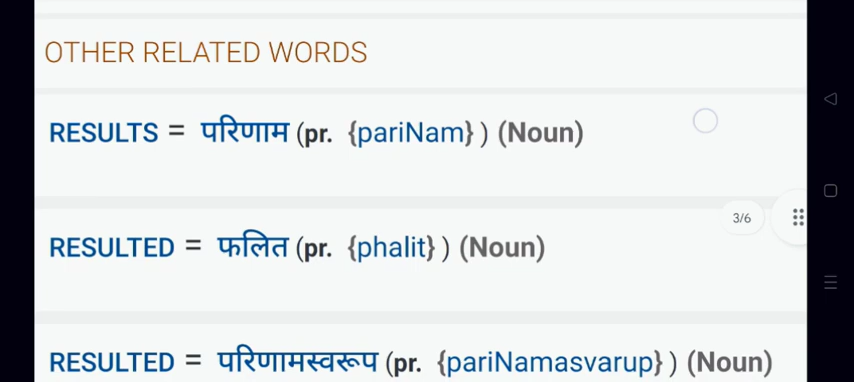 OTHER RELATED WORDS
RESULTS = परिणाम (pr. {pariNam} ) (Noun)
3/6
RESULTED = फलित (pr. {phalit} ) (Noun)
RESULTED = परिणामस्वरूप (pr. {pariNamasvarup} ) (Noun)